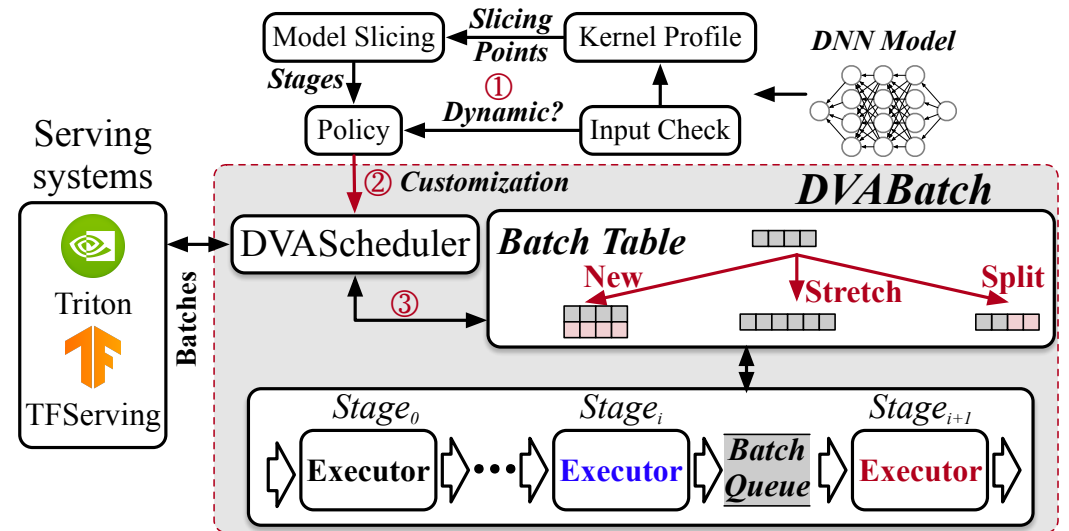 Model Slicing
Slicing
Points
Kernel Profile
DNN Model
Stages
①
Policy
Dynamic?
Input Check
Serving
systems
② Customization
DVABatch
DVAScheduler
Batch Table
New
Stretch
Split
Triton
TFServing
Batches
③
Stage0
Stagei
Stagei+1
Executor
•••
Executor
Batch
Queue
Executor